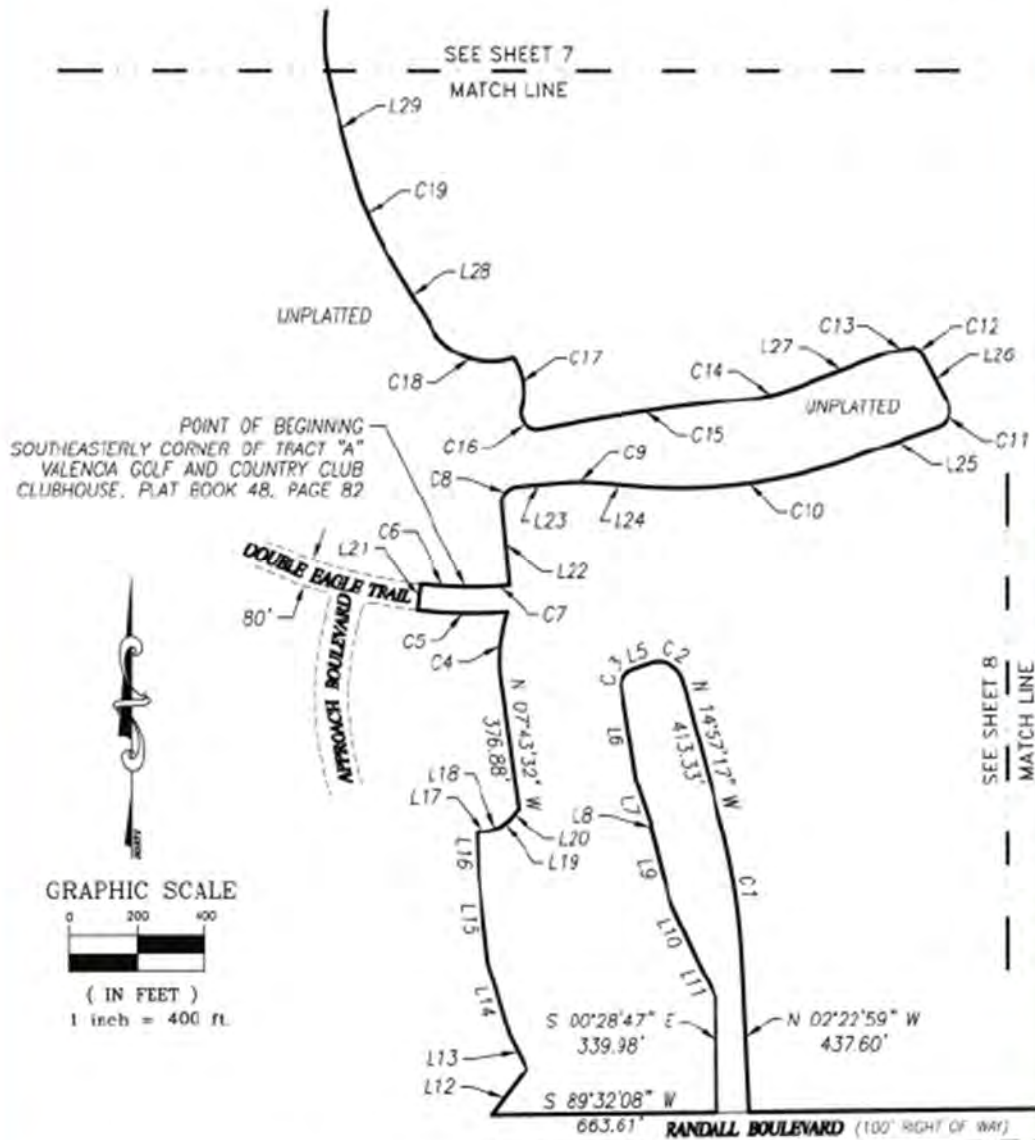 SEE SHEET 7
MATCH LINE
L29
C19
L28
UNPLATTED
C18
C17
C16
C14
L27
C13
C12
L26
UNPLATTED
C15
C11
L25
POINT OF BEGINNING
SOUTHEASTERLY CORNER OF TRACT "A"
VALENCIA GOLF AND COUNTRY CLUB
CLUBHOUSE, PLAT BOOK 48, PAGE 82
C9
C8
L23
L24
C10
C6
L21
L22
C7
DOUBLE EAGLE TRAIL
80'
APPROACH BOULEVARD
C5
C4
N 07°43'32" W
376.88'
C3
L5
C2
N 14°57'17" W
413.33'
SEE SHEET 8
MATCH LINE
L6
L7
L8
L9
L18
L17
L16
L20
L19
C1
L10
L11
L15
L14
L13
L12
GRAPHIC SCALE
0 200 400
( IN FEET )
1 inch = 400 ft.
S 00°28'47" E
339.98'
N 02°22'59" W
437.60'
S 89°32'08" W
663.61'
RANDALL BOULEVARD (100' RIGHT OF WAY)